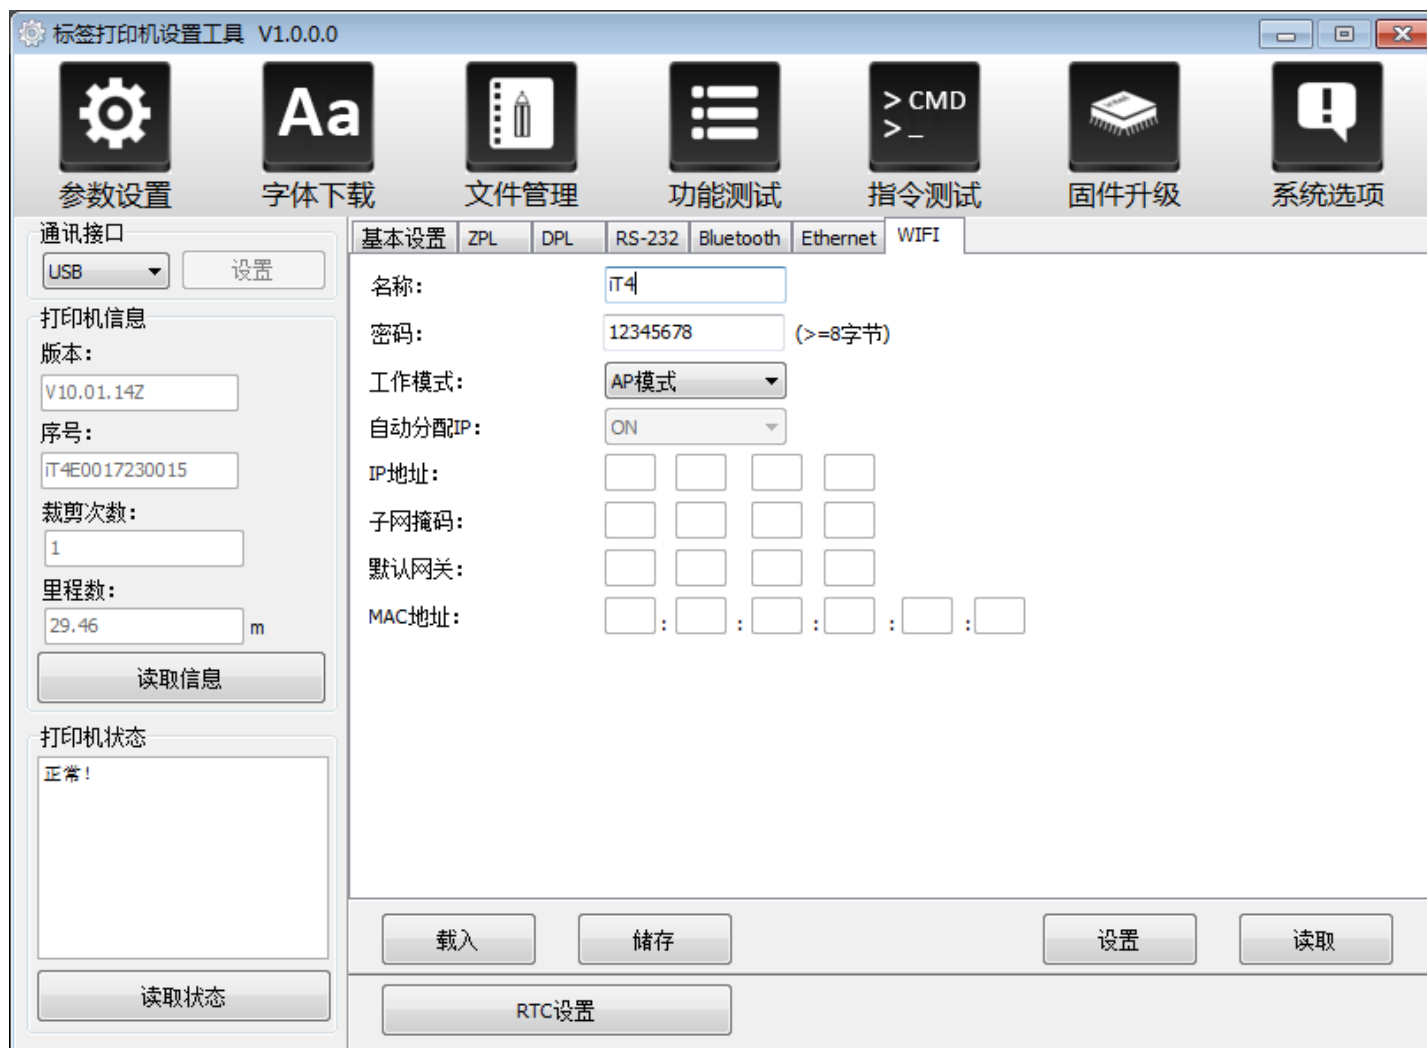 标签打印机设置工具 V1.0.0.0
Aa
> CMD
> _
参数设置
字体下载
文件管理
功能测试
指令测试
固件升级
系统选项
通讯接口
USB
设置
打印机信息
版本:
V10.01.14Z
序号:
iT4E0017230015
裁剪次数:
1
里程数:
29.46 m
读取信息
打印机状态
正常!
读取状态
基本设置 ZPL DPL RS-232 Bluetooth Ethernet WIFI
名称: iT4
密码: 12345678 (>=8字节)
工作模式: AP模式
自动分配IP: ON
IP地址:
子网掩码:
默认网关:
MAC地址: : : : : :
载入 储存 设置 读取
RTC设置